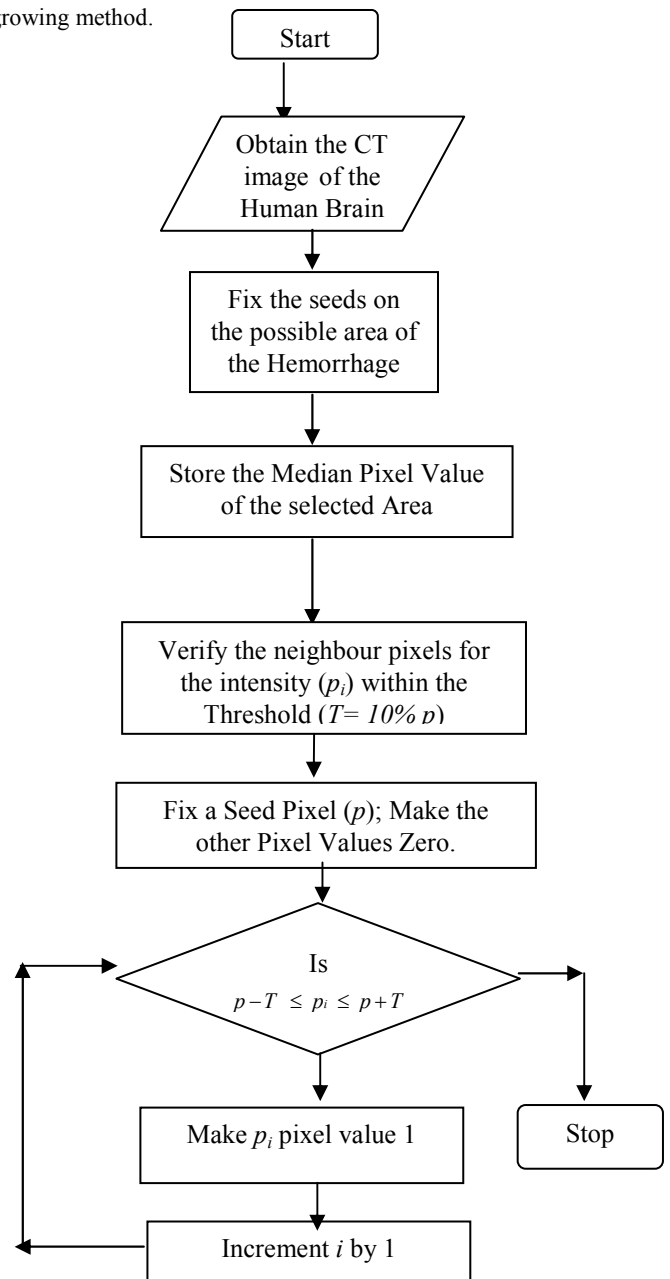 growing method.
Start
Obtain the CT
image of the
Human Brain
Fix the seeds on
the possible area of
the Hemorrhage
Store the Median Pixel Value
of the selected Area
Verify the neighbour pixels for
the intensity (pᵢ) within the
Threshold (T= 10% p)
Fix a Seed Pixel (p); Make the
other Pixel Values Zero.
Is
p−T ≤ pᵢ ≤ p+T
Make pᵢ pixel value 1
Stop
Increment i by 1